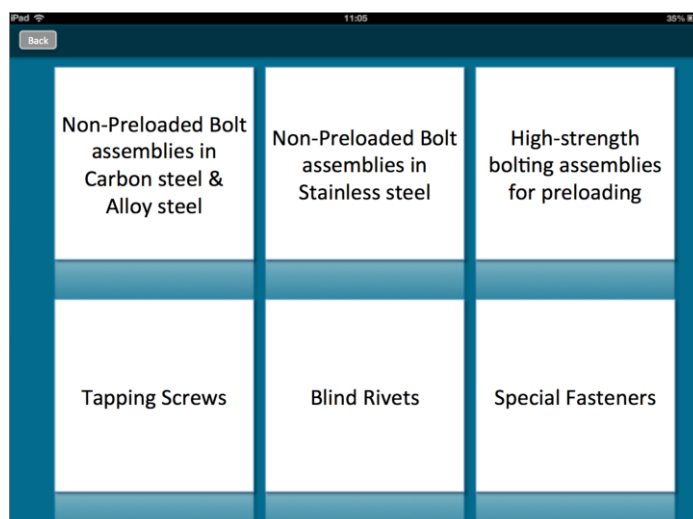 iPad 11:05 35%
Back
Non-Preloaded Bolt
assemblies in
Carbon steel &
Alloy steel
Non-Preloaded Bolt
assemblies in
Stainless steel
High-strength
bolting assemblies
for preloading
Tapping Screws
Blind Rivets
Special Fasteners